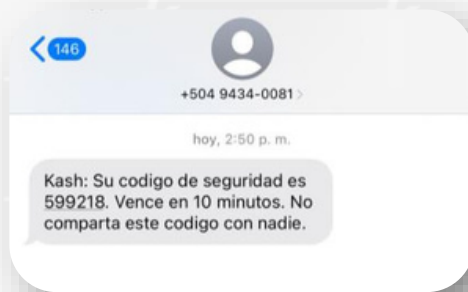 146
+504 9434-0081 >
hoy, 2:50 p. m.
Kash: Su codigo de seguridad es
599218. Vence en 10 minutos. No
comparta este codigo con nadie.